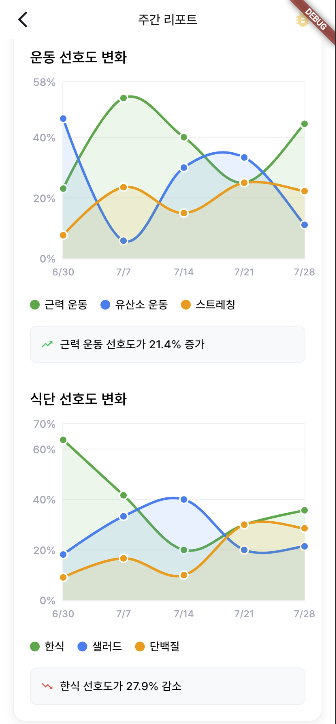 주간 리포트
DEBUG
운동 선호도 변화
58%
40%
20%
0%
6/30 7/7 7/14 7/21 7/28
근력 운동 유산소 운동 스트레칭
근력 운동 선호도가 21.4% 증가
식단 선호도 변화
70%
60%
40%
20%
0%
6/30 7/7 7/14 7/21 7/28
한식 샐러드 단백질
한식 선호도가 27.9% 감소